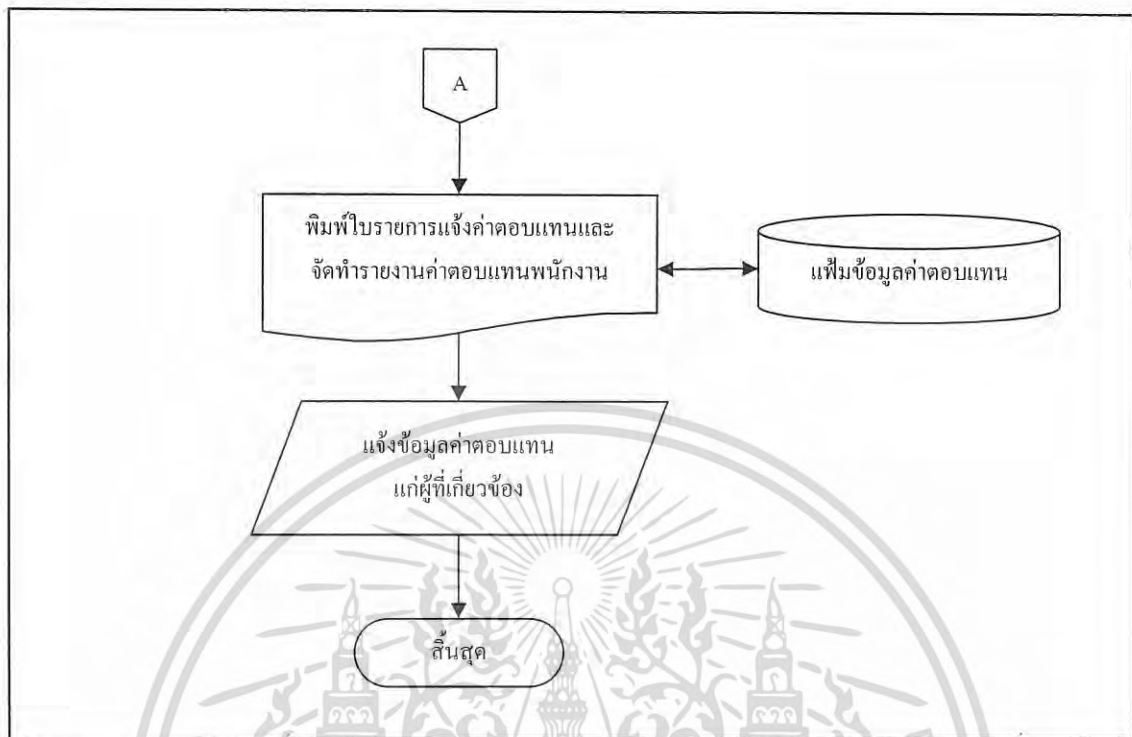 A
พิมพ์ใบรายการแจ้งค่าตอบแทนและ
จัดทำรายงานค่าตอบแทนพนักงาน
แฟ้มข้อมูลค่าตอบแทน
แจ้งข้อมูลค่าตอบแทน
แก่ผู้ที่เกี่ยวข้อง
สิ้นสุด